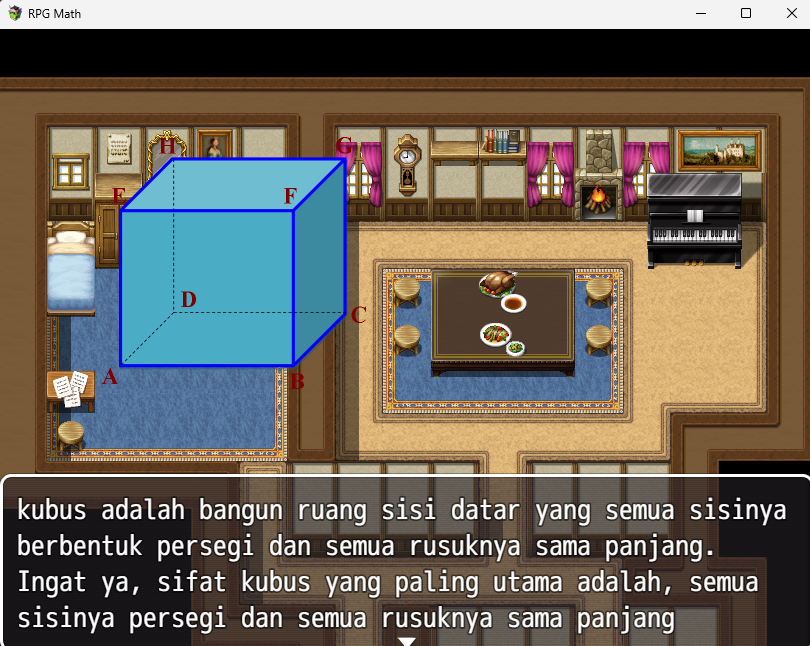 RPG Math
H
G
E
F
D
C
A
B
kubus adalah bangun ruang sisi datar yang semua sisinya
berbentuk persegi dan semua rusuknya sama panjang.
Ingat ya, sifat kubus yang paling utama adalah, semua
sisinya persegi dan semua rusuknya sama panjang